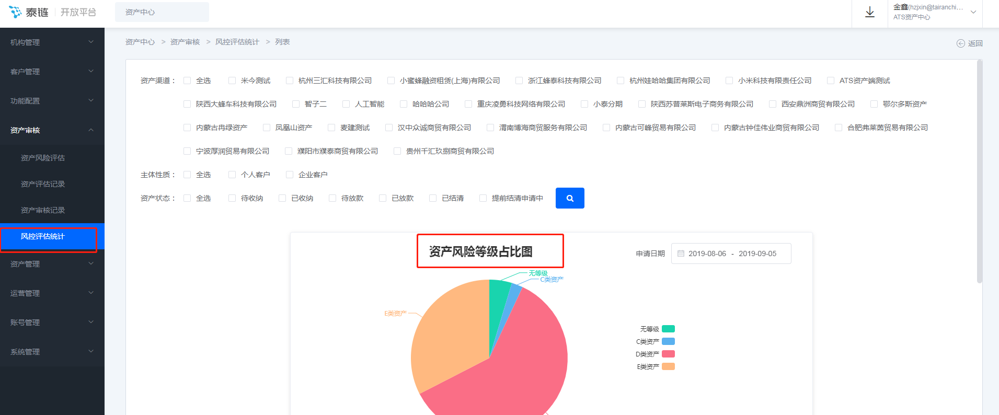 泰链 开放平台
资产中心
金鑫(hzjxin@tairanchi...
ATS资产中心
机构管理
客户管理
功能配置
资产审核
资产风险评估
资产评估记录
资产审核记录
风控评估统计
资产管理
运营管理
账号管理
系统管理
资产中心 > 资产审核 > 风控评估统计 > 列表
返回
资产渠道： 全选 米今测试 杭州三汇科技有限公司 小蜜蜂融资租赁(上海)有限公司 浙江蜂泰科技有限公司 杭州娃哈哈集团有限公司 小米科技有限责任公司 ATS资产端测试
陕西大蜂车科技有限公司 智子二 人工智能 哈哈哈公司 重庆凌勇科技网络有限公司 小泰分期 陕西苏普莱斯电子商务有限公司 西安鼎洲商贸有限公司 鄂尔多斯资产
内蒙古冉绿资产 凤凰山资产 麦建测试 汉中众诚商贸有限公司 渭南博海商贸服务有限公司 内蒙古可峰贸易有限公司 内蒙古钟佳伟业商贸有限公司 合肥弗莱茵贸易有限公司
宁波厚润贸易有限公司 濮阳市濮泰商贸有限公司 贵州千汇玖捌商贸有限公司
主体性质： 全选 个人客户 企业客户
资产状态： 全选 待收纳 已收纳 待放款 已放款 已结清 提前结清申请中
资产风险等级占比图
申请日期 2019-08-06 - 2019-09-05
无等级
C类资产
E类资产
无等级
C类资产
D类资产
E类资产